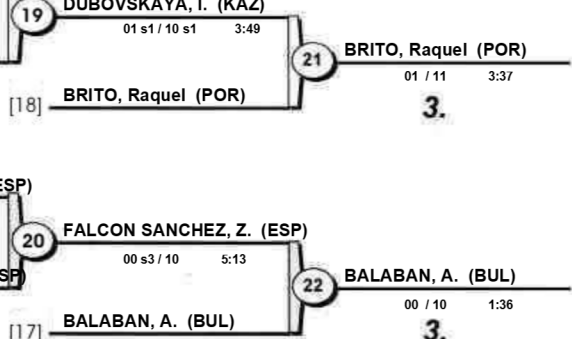 19
DUBOVSKAYA, I. (KAZ)
01 s1 / 10 s1 3:49
21
BRITO, Raquel (POR)
01 / 11 3:37
3.
[18]
BRITO, Raquel (POR)
ESP)
20
FALCON SANCHEZ, Z. (ESP)
00 s3 / 10 5:13
SP)
22
BALABAN, A. (BUL)
00 / 10 1:36
3.
[17]
BALABAN, A. (BUL)